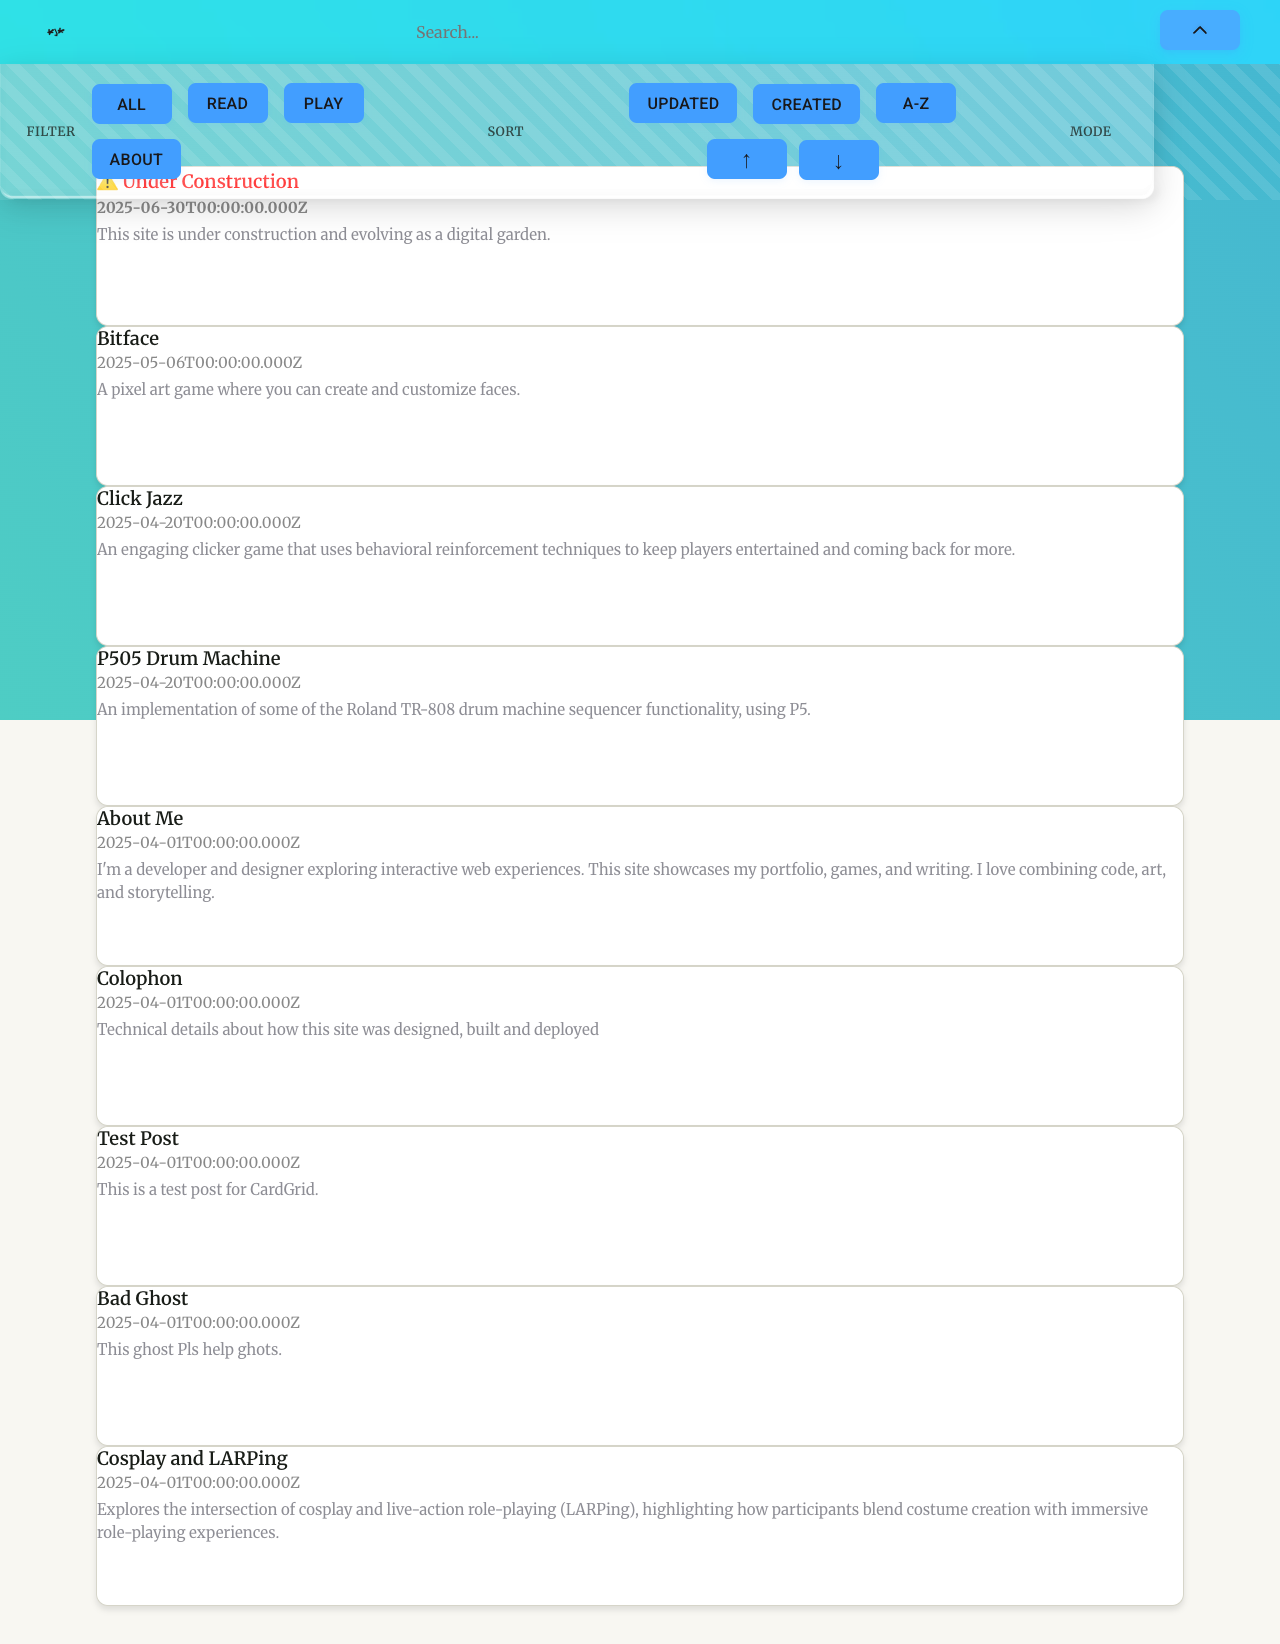 Search...
FILTER
ALL
READ
PLAY
ABOUT
SORT
UPDATED
CREATED
A-Z
↑
↓
MODE
⚠️ Under Construction
2025-06-30T00:00:00.000Z
This site is under construction and evolving as a digital garden.
Bitface
2025-05-06T00:00:00.000Z
A pixel art game where you can create and customize faces.
Click Jazz
2025-04-20T00:00:00.000Z
An engaging clicker game that uses behavioral reinforcement techniques to keep players entertained and coming back for more.
P505 Drum Machine
2025-04-20T00:00:00.000Z
An implementation of some of the Roland TR-808 drum machine sequencer functionality, using P5.
About Me
2025-04-01T00:00:00.000Z
I'm a developer and designer exploring interactive web experiences. This site showcases my portfolio, games, and writing. I love combining code, art,
and storytelling.
Colophon
2025-04-01T00:00:00.000Z
Technical details about how this site was designed, built and deployed
Test Post
2025-04-01T00:00:00.000Z
This is a test post for CardGrid.
Bad Ghost
2025-04-01T00:00:00.000Z
This ghost Pls help ghots.
Cosplay and LARPing
2025-04-01T00:00:00.000Z
Explores the intersection of cosplay and live-action role-playing (LARPing), highlighting how participants blend costume creation with immersive
role-playing experiences.